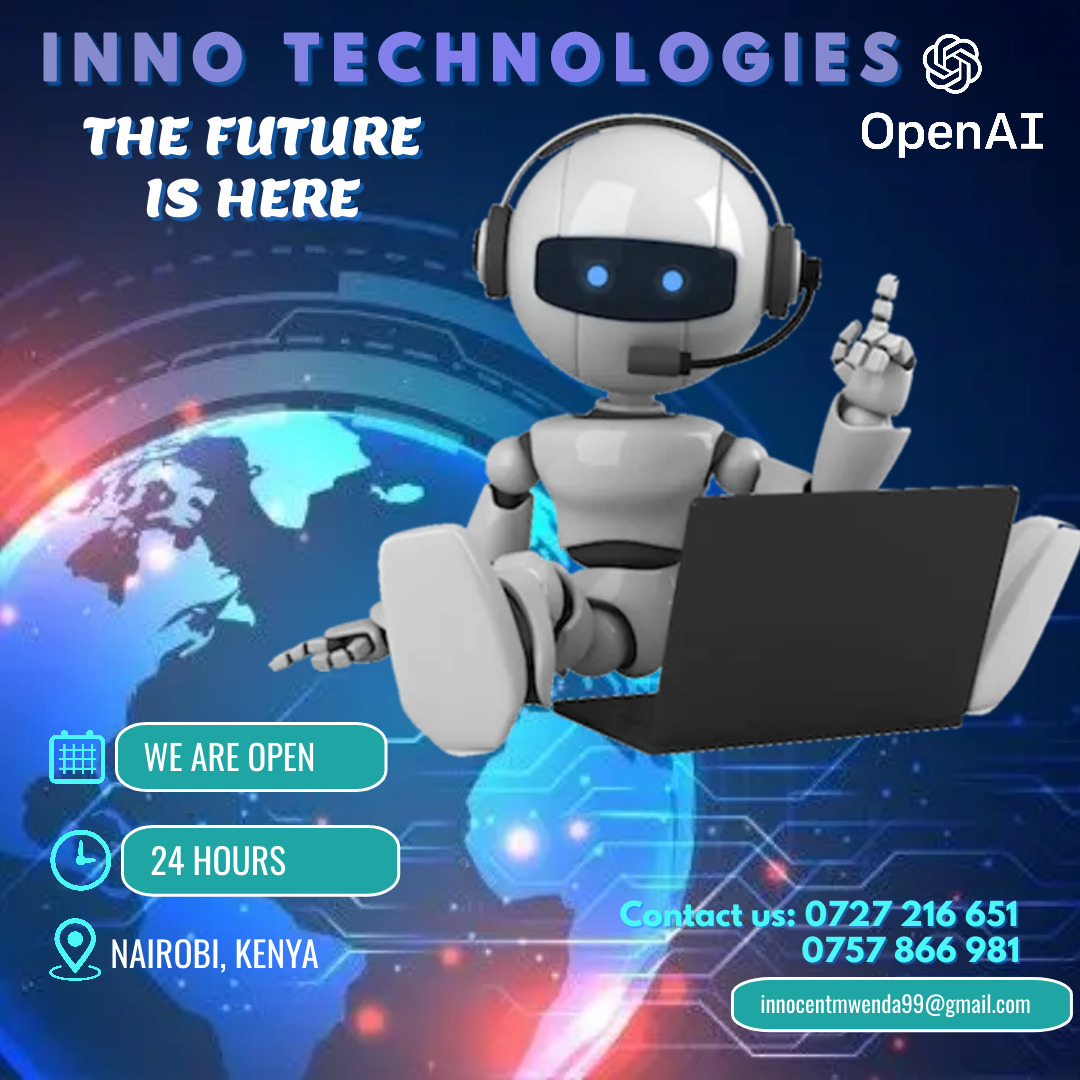 INNO TECHNOLOGIES
OpenAI
THE FUTURE
IS HERE
WE ARE OPEN
24 HOURS
NAIROBI, KENYA
Contact us: 0727 216 651
0757 866 981
innocentmwenda99@gmail.com